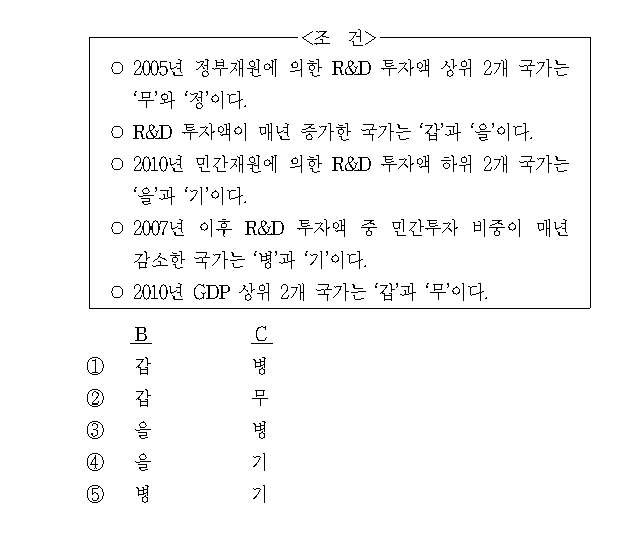 <조 건>
○ 2005년 정부재원에 의한 R&D 투자액 상위 2개 국가는
‘무’와 ‘정’이다.
○ R&D 투자액이 매년 증가한 국가는 ‘갑’과 ‘을’이다.
○ 2010년 민간재원에 의한 R&D 투자액 하위 2개 국가는
‘을’과 ‘기’이다.
○ 2007년 이후 R&D 투자액 중 민간투자 비중이 매년
감소한 국가는 ‘병’과 ‘기’이다.
○ 2010년 GDP 상위 2개 국가는 ‘갑’과 ‘무’이다.
B C
① 갑 병
② 갑 무
③ 을 병
④ 을 기
⑤ 병 기